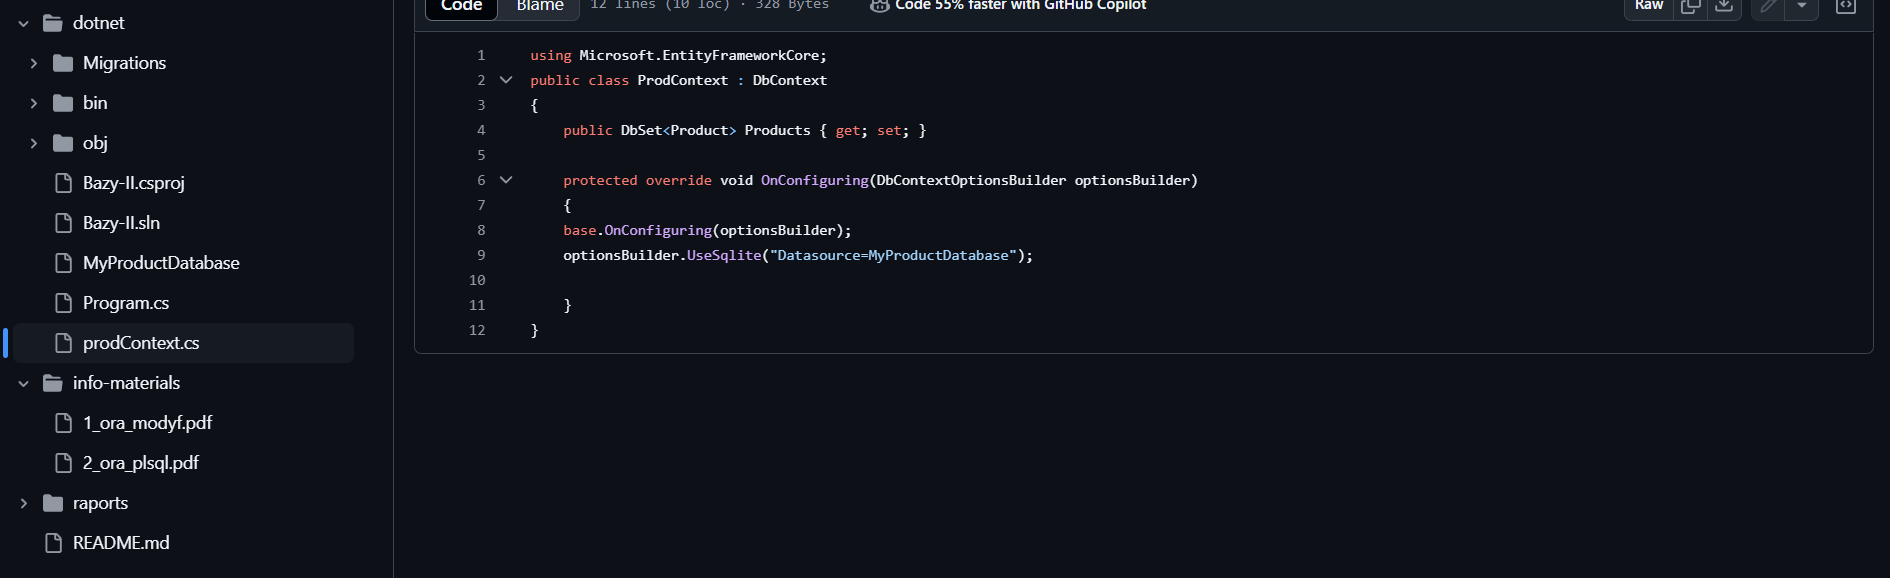 dotnet
Migrations
bin
obj
Bazy-II.csproj
Bazy-II.sln
MyProductDatabase
Program.cs
prodContext.cs
info-materials
1_ora_modyf.pdf
2_ora_plsql.pdf
raports
README.md
Code Blame 12 lines (10 loc) · 328 Bytes Code 55% faster with GitHub Copilot Raw
1 using Microsoft.EntityFrameworkCore;
2 public class ProdContext : DbContext
3 {
4 public DbSet<Product> Products { get; set; }
5
6 protected override void OnConfiguring(DbContextOptionsBuilder optionsBuilder)
7 {
8 base.OnConfiguring(optionsBuilder);
9 optionsBuilder.UseSqlite("Datasource=MyProductDatabase");
10
11 }
12 }